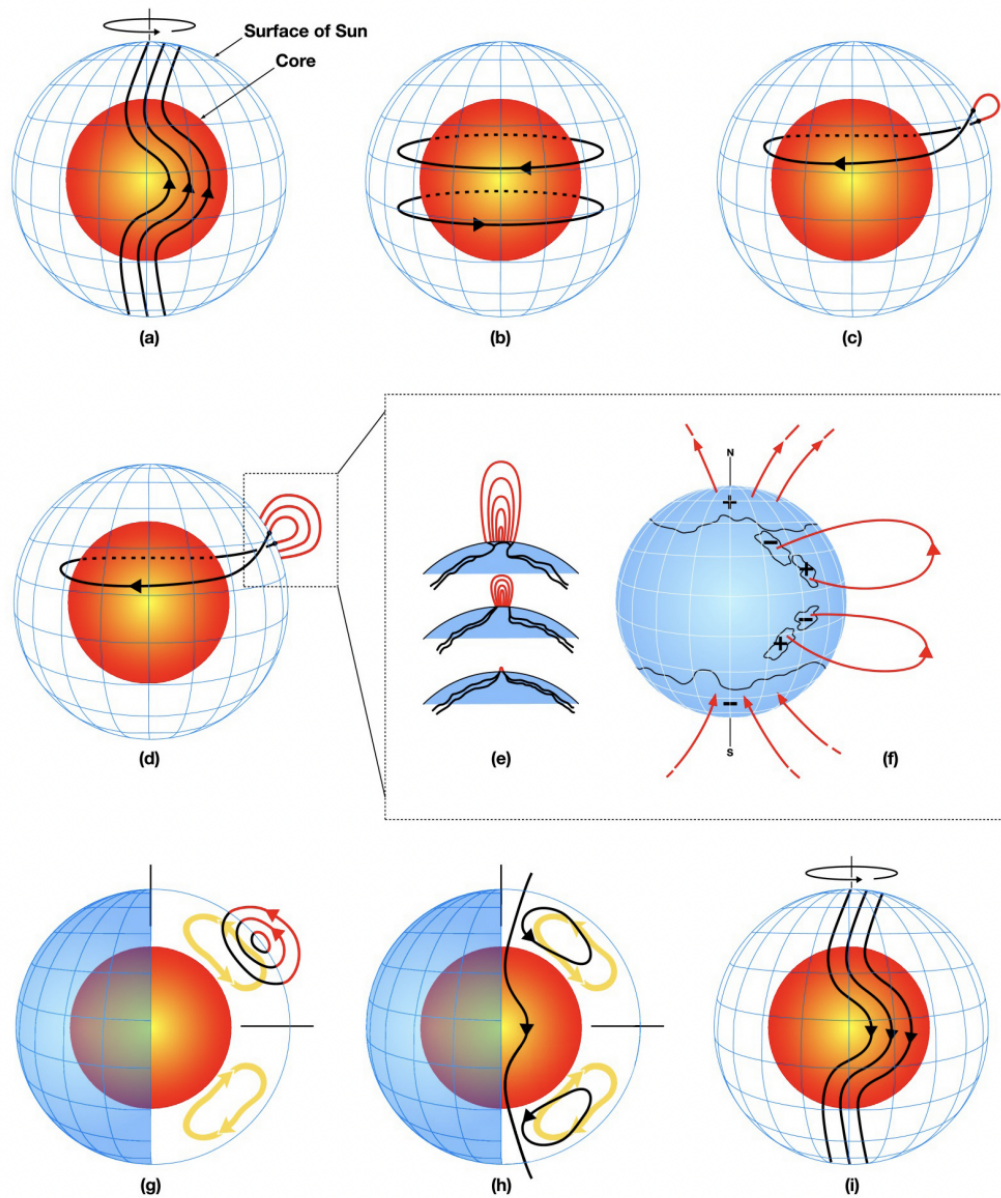 Surface of Sun
Core
(a)
(b)
(c)
(d)
(e)
N
+
-
+
--
+
--
S
(f)
(g)
(h)
(i)